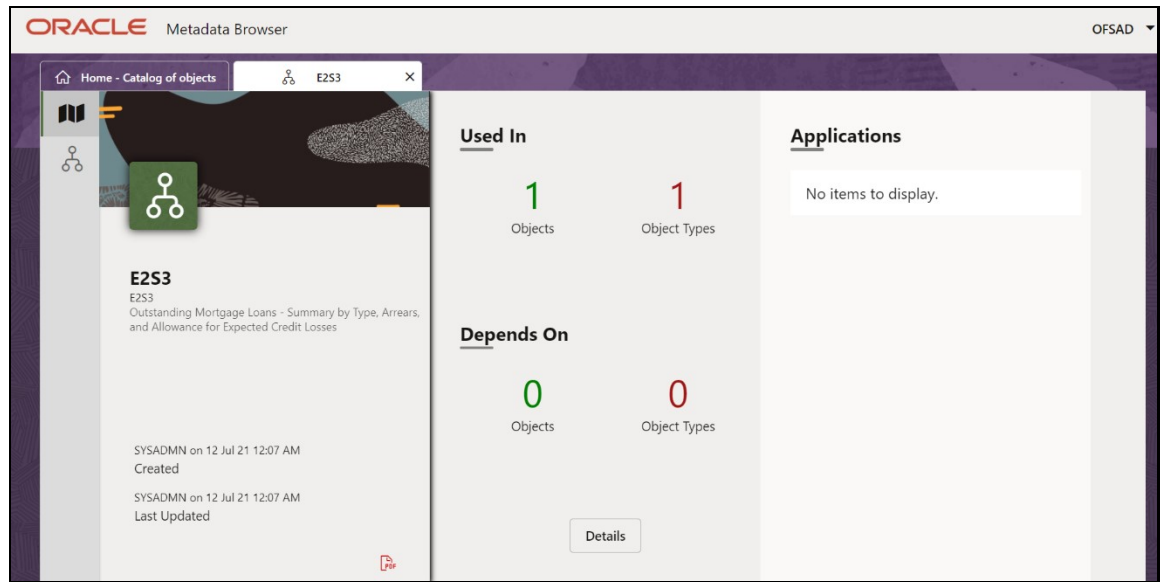 ORACLE Metadata Browser
OFSAD
Home - Catalog of objects
E2S3
E2S3
E2S3
Outstanding Mortgage Loans - Summary by Type, Arrears,
and Allowance for Expected Credit Losses
SYSADMN on 12 Jul 21 12:07 AM
Created
SYSADMN on 12 Jul 21 12:07 AM
Last Updated
PDF
Used In
1
Objects
1
Object Types
Depends On
0
Objects
0
Object Types
Details
Applications
No items to display.